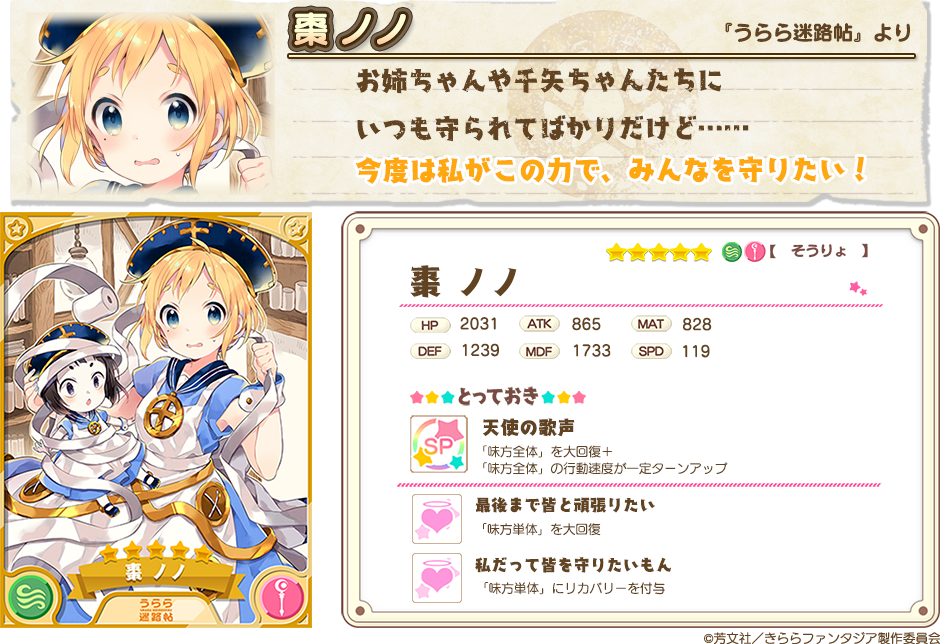 棗 ノノ
『うらら迷路帖』より
お姉ちゃんや千矢ちゃんたちに
いつも守られてばかりだけど……
今度は私がこの力で、みんなを守りたい！
【 そうりょ 】
棗 ノノ
HP 2031 ATK 865 MAT 828
DEF 1239 MDF 1733 SPD 119
とっておき
SP
天使の歌声
「味方全体」を大回復＋
「味方全体」の行動速度が一定ターンアップ
最後まで皆と頑張りたい
「味方単体」を大回復
私だって皆を守りたいもん
「味方単体」にリカバリーを付与
棗 ノノ
うらら
迷路帖
©芳文社／きららファンタジア製作委員会